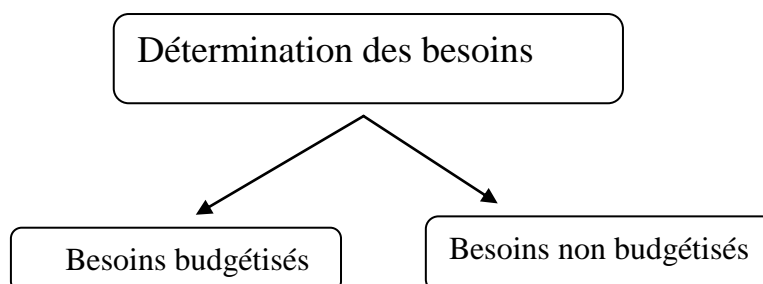 Détermination des besoins
Besoins budgétisés
Besoins non budgétisés